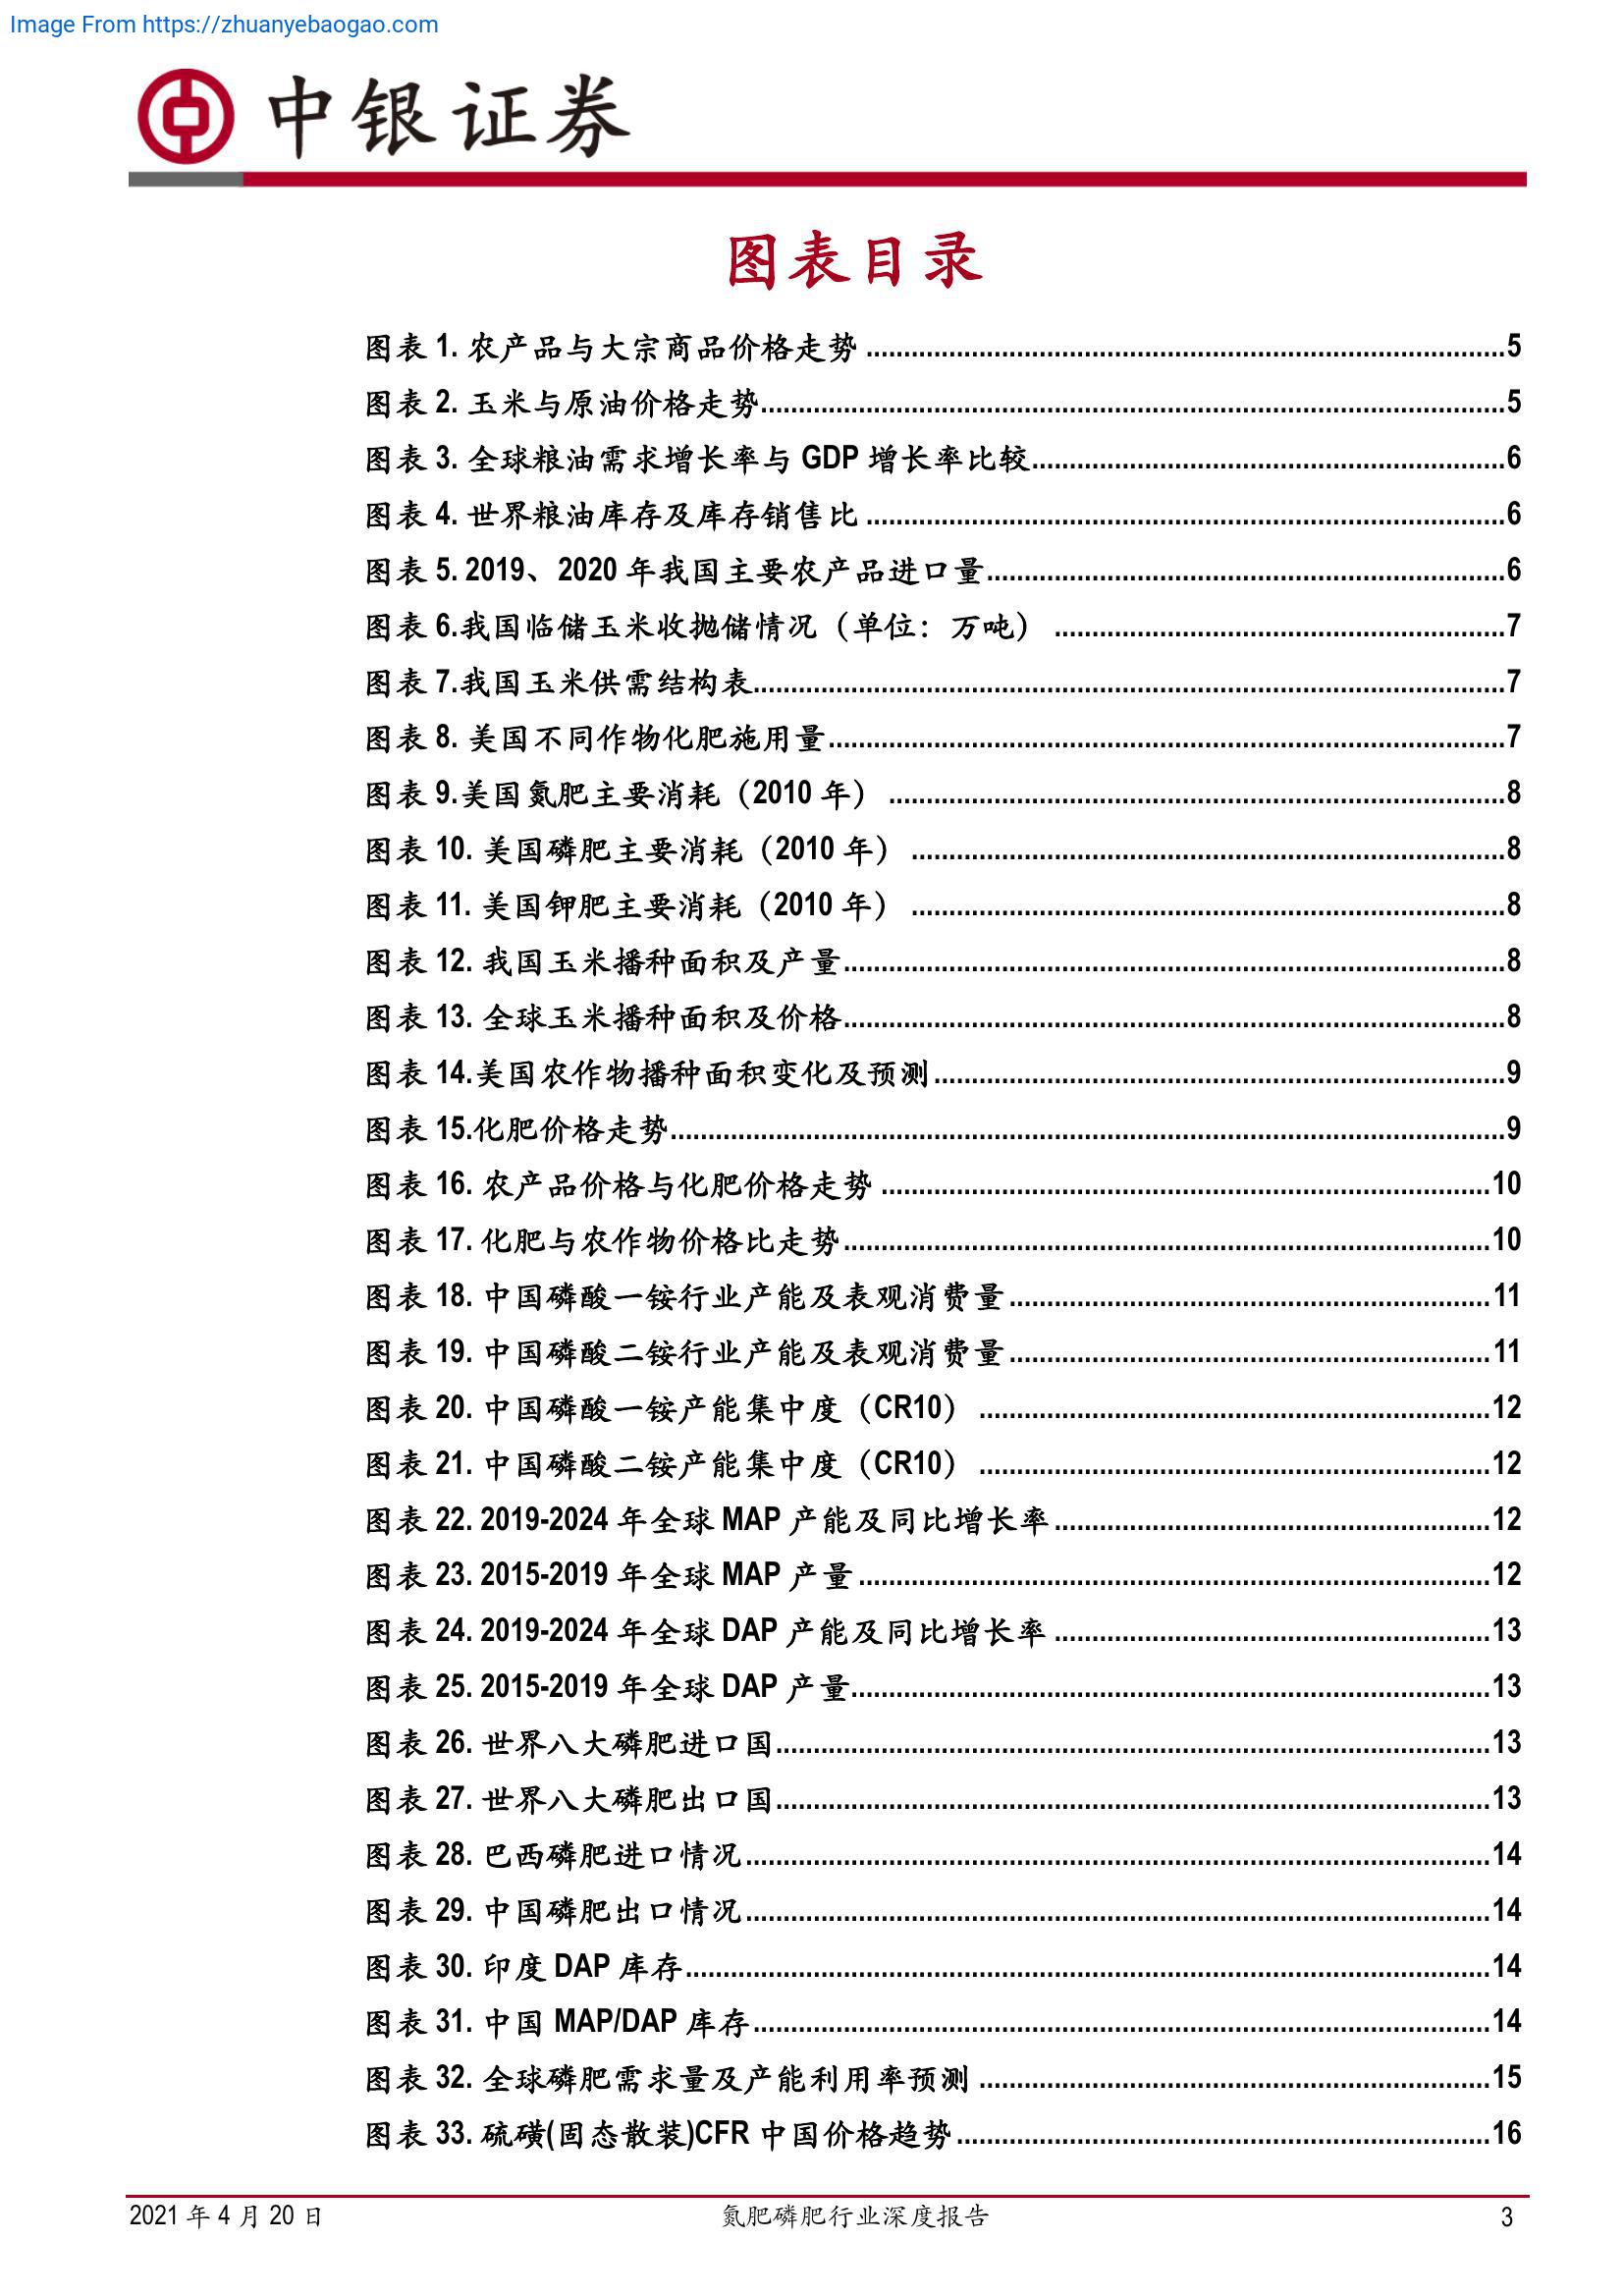 Image From https://zhuanyebaogao.com
中银证券
图表目录
图表 1. 农产品与大宗商品价格走势 ........ 5
图表 2. 玉米与原油价格走势........ 5
图表 3. 全球粮油需求增长率与 GDP 增长率比较........ 6
图表 4. 世界粮油库存及库存销售比 ........ 6
图表 5. 2019、2020 年我国主要农产品进口量........ 6
图表 6.我国临储玉米收抛储情况（单位：万吨） ........ 7
图表 7.我国玉米供需结构表........ 7
图表 8. 美国不同作物化肥施用量........ 7
图表 9.美国氮肥主要消耗（2010 年） ........ 8
图表 10. 美国磷肥主要消耗（2010 年） ........ 8
图表 11. 美国钾肥主要消耗（2010 年） ........ 8
图表 12. 我国玉米播种面积及产量........ 8
图表 13. 全球玉米播种面积及价格........ 8
图表 14.美国农作物播种面积变化及预测........ 9
图表 15.化肥价格走势........ 9
图表 16. 农产品价格与化肥价格走势 ........ 10
图表 17. 化肥与农作物价格比走势........ 10
图表 18. 中国磷酸一铵行业产能及表观消费量........ 11
图表 19. 中国磷酸二铵行业产能及表观消费量........ 11
图表 20. 中国磷酸一铵产能集中度（CR10） ........ 12
图表 21. 中国磷酸二铵产能集中度（CR10） ........ 12
图表 22. 2019-2024 年全球 MAP 产能及同比增长率........ 12
图表 23. 2015-2019 年全球 MAP 产量........ 12
图表 24. 2019-2024 年全球 DAP 产能及同比增长率 ........ 13
图表 25. 2015-2019 年全球 DAP 产量........ 13
图表 26. 世界八大磷肥进口国........ 13
图表 27. 世界八大磷肥出口国........ 13
图表 28. 巴西磷肥进口情况........ 14
图表 29. 中国磷肥出口情况........ 14
图表 30. 印度 DAP 库存........ 14
图表 31. 中国 MAP/DAP 库存........ 14
图表 32. 全球磷肥需求量及产能利用率预测 ........ 15
图表 33. 硫磺(固态散装)CFR 中国价格趋势........ 16
2021 年 4 月 20 日 氮肥磷肥行业深度报告 3